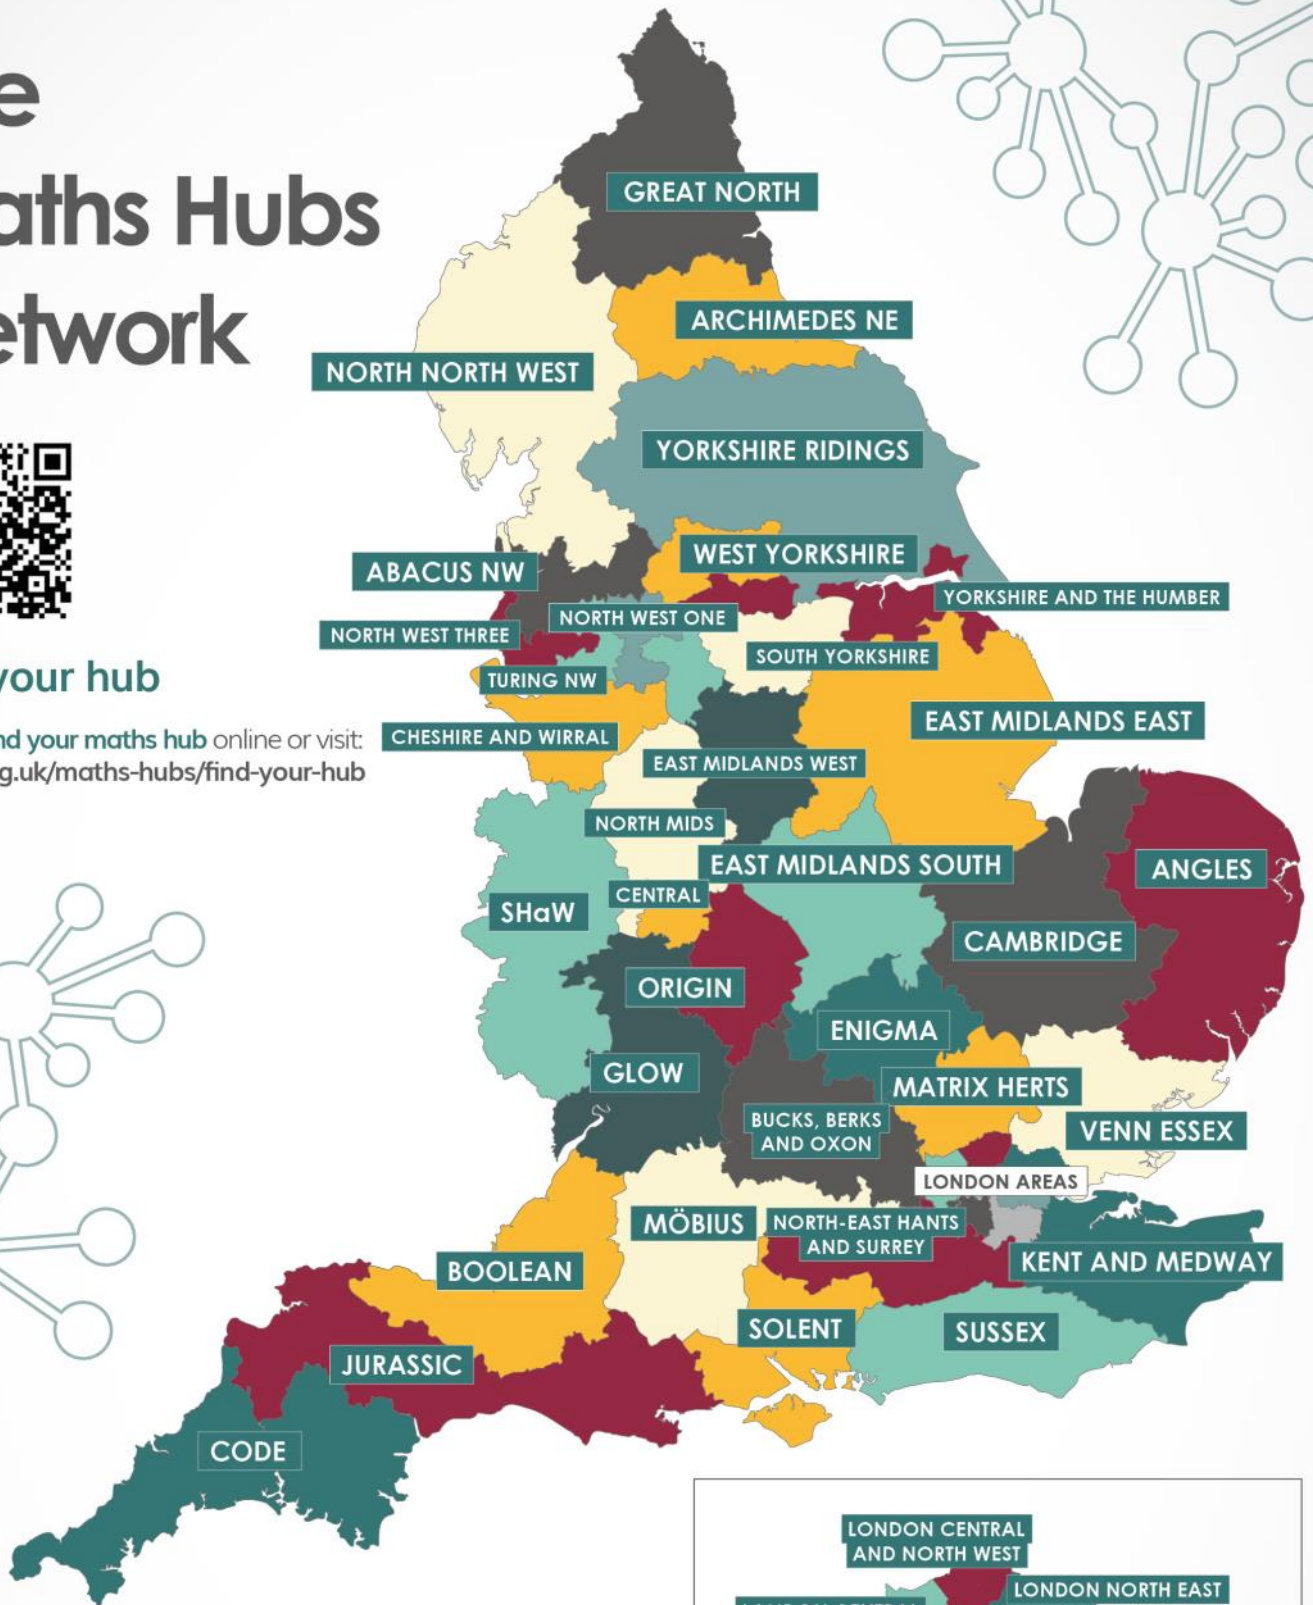 e
aths Hubs
etwork
your hub
nd your maths hub online or visit:
g.uk/maths-hubs/find-your-hub
GREAT NORTH
ARCHIMEDES NE
NORTH NORTH WEST
YORKSHIRE RIDINGS
WEST YORKSHIRE
ABACUS NW
YORKSHIRE AND THE HUMBER
NORTH WEST ONE
NORTH WEST THREE
SOUTH YORKSHIRE
TURING NW
EAST MIDLANDS EAST
CHESHIRE AND WIRRAL
EAST MIDLANDS WEST
NORTH MIDS
EAST MIDLANDS SOUTH
ANGLES
CENTRAL
SHaW
CAMBRIDGE
ORIGIN
ENIGMA
GLOW
MATRIX HERTS
BUCKS, BERKS
AND OXON
VENN ESSEX
LONDON AREAS
MÖBIUS
NORTH-EAST HANTS
AND SURREY
KENT AND MEDWAY
BOOLEAN
SOLENT
SUSSEX
JURASSIC
CODE
LONDON CENTRAL
AND NORTH WEST
LONDON NORTH EAST